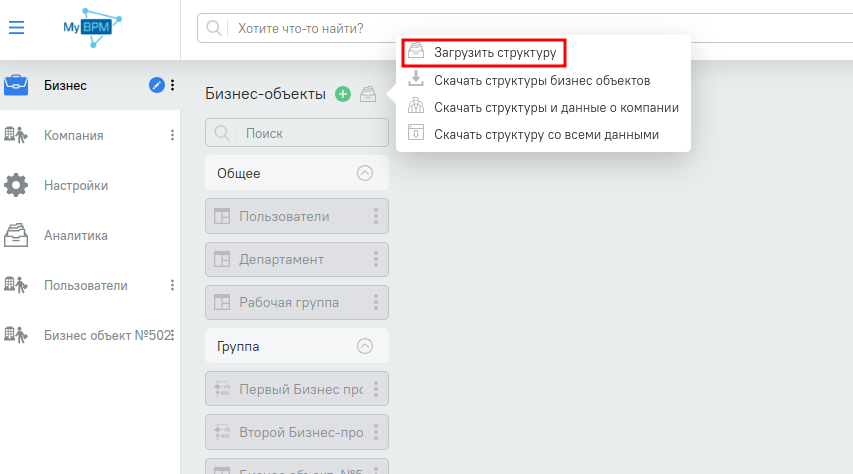 My BPM
Хотите что-то найти?
Загрузить структуру
Скачать структуры бизнес объектов
Скачать структуры и данные о компании
Скачать структуру со всеми данными
Бизнес
Компания
Настройки
Аналитика
Пользователи
Бизнес объект №502
Бизнес-объекты
Поиск
Общее
Пользователи
Департамент
Рабочая группа
Группа
Первый Бизнес прс
Второй Бизнес-про